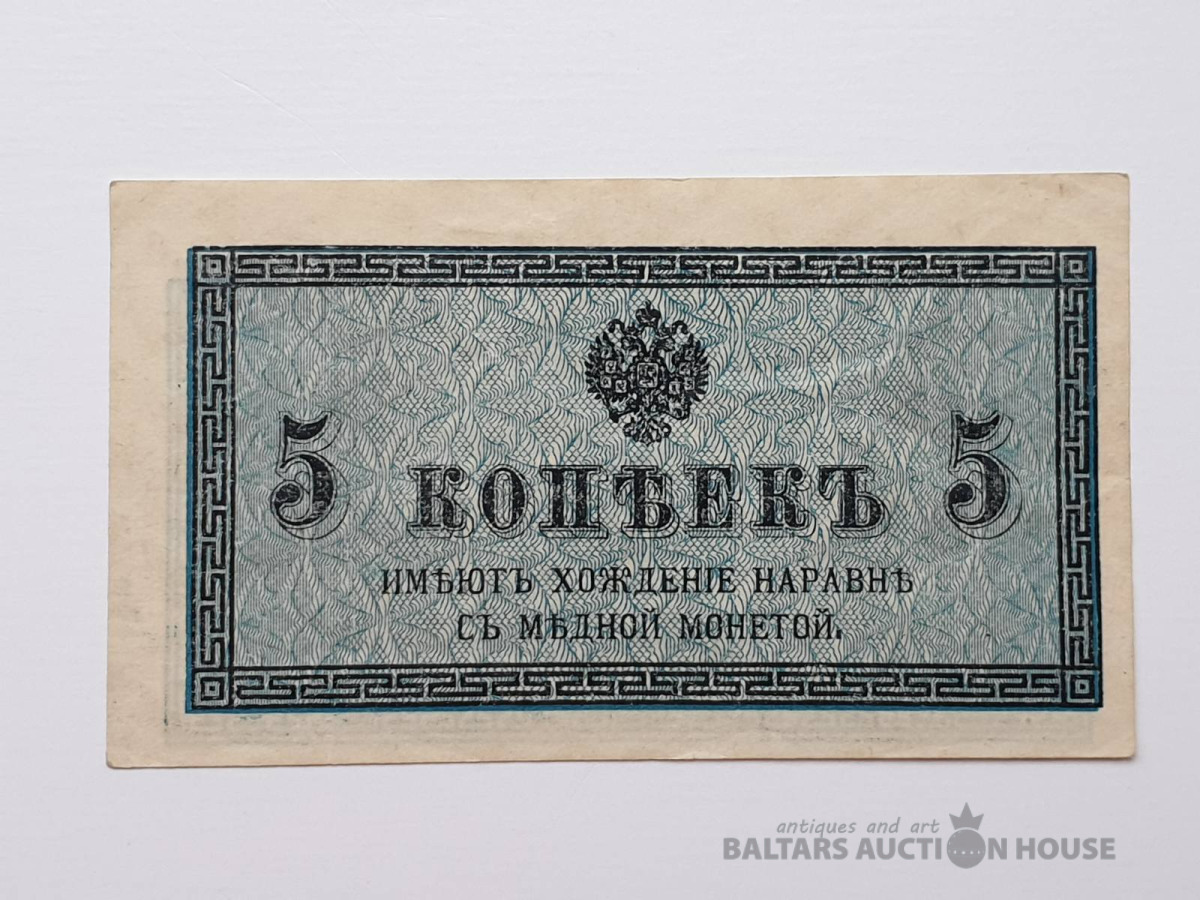 5 КОПѢЕКЪ 5
ИМѢЮТЪ ХОЖДЕНІЕ НАРАВНѢ
СЪ МѢДНОЙ МОНЕТОЙ.
antiques and art
BALTARS AUCTION HOUSE